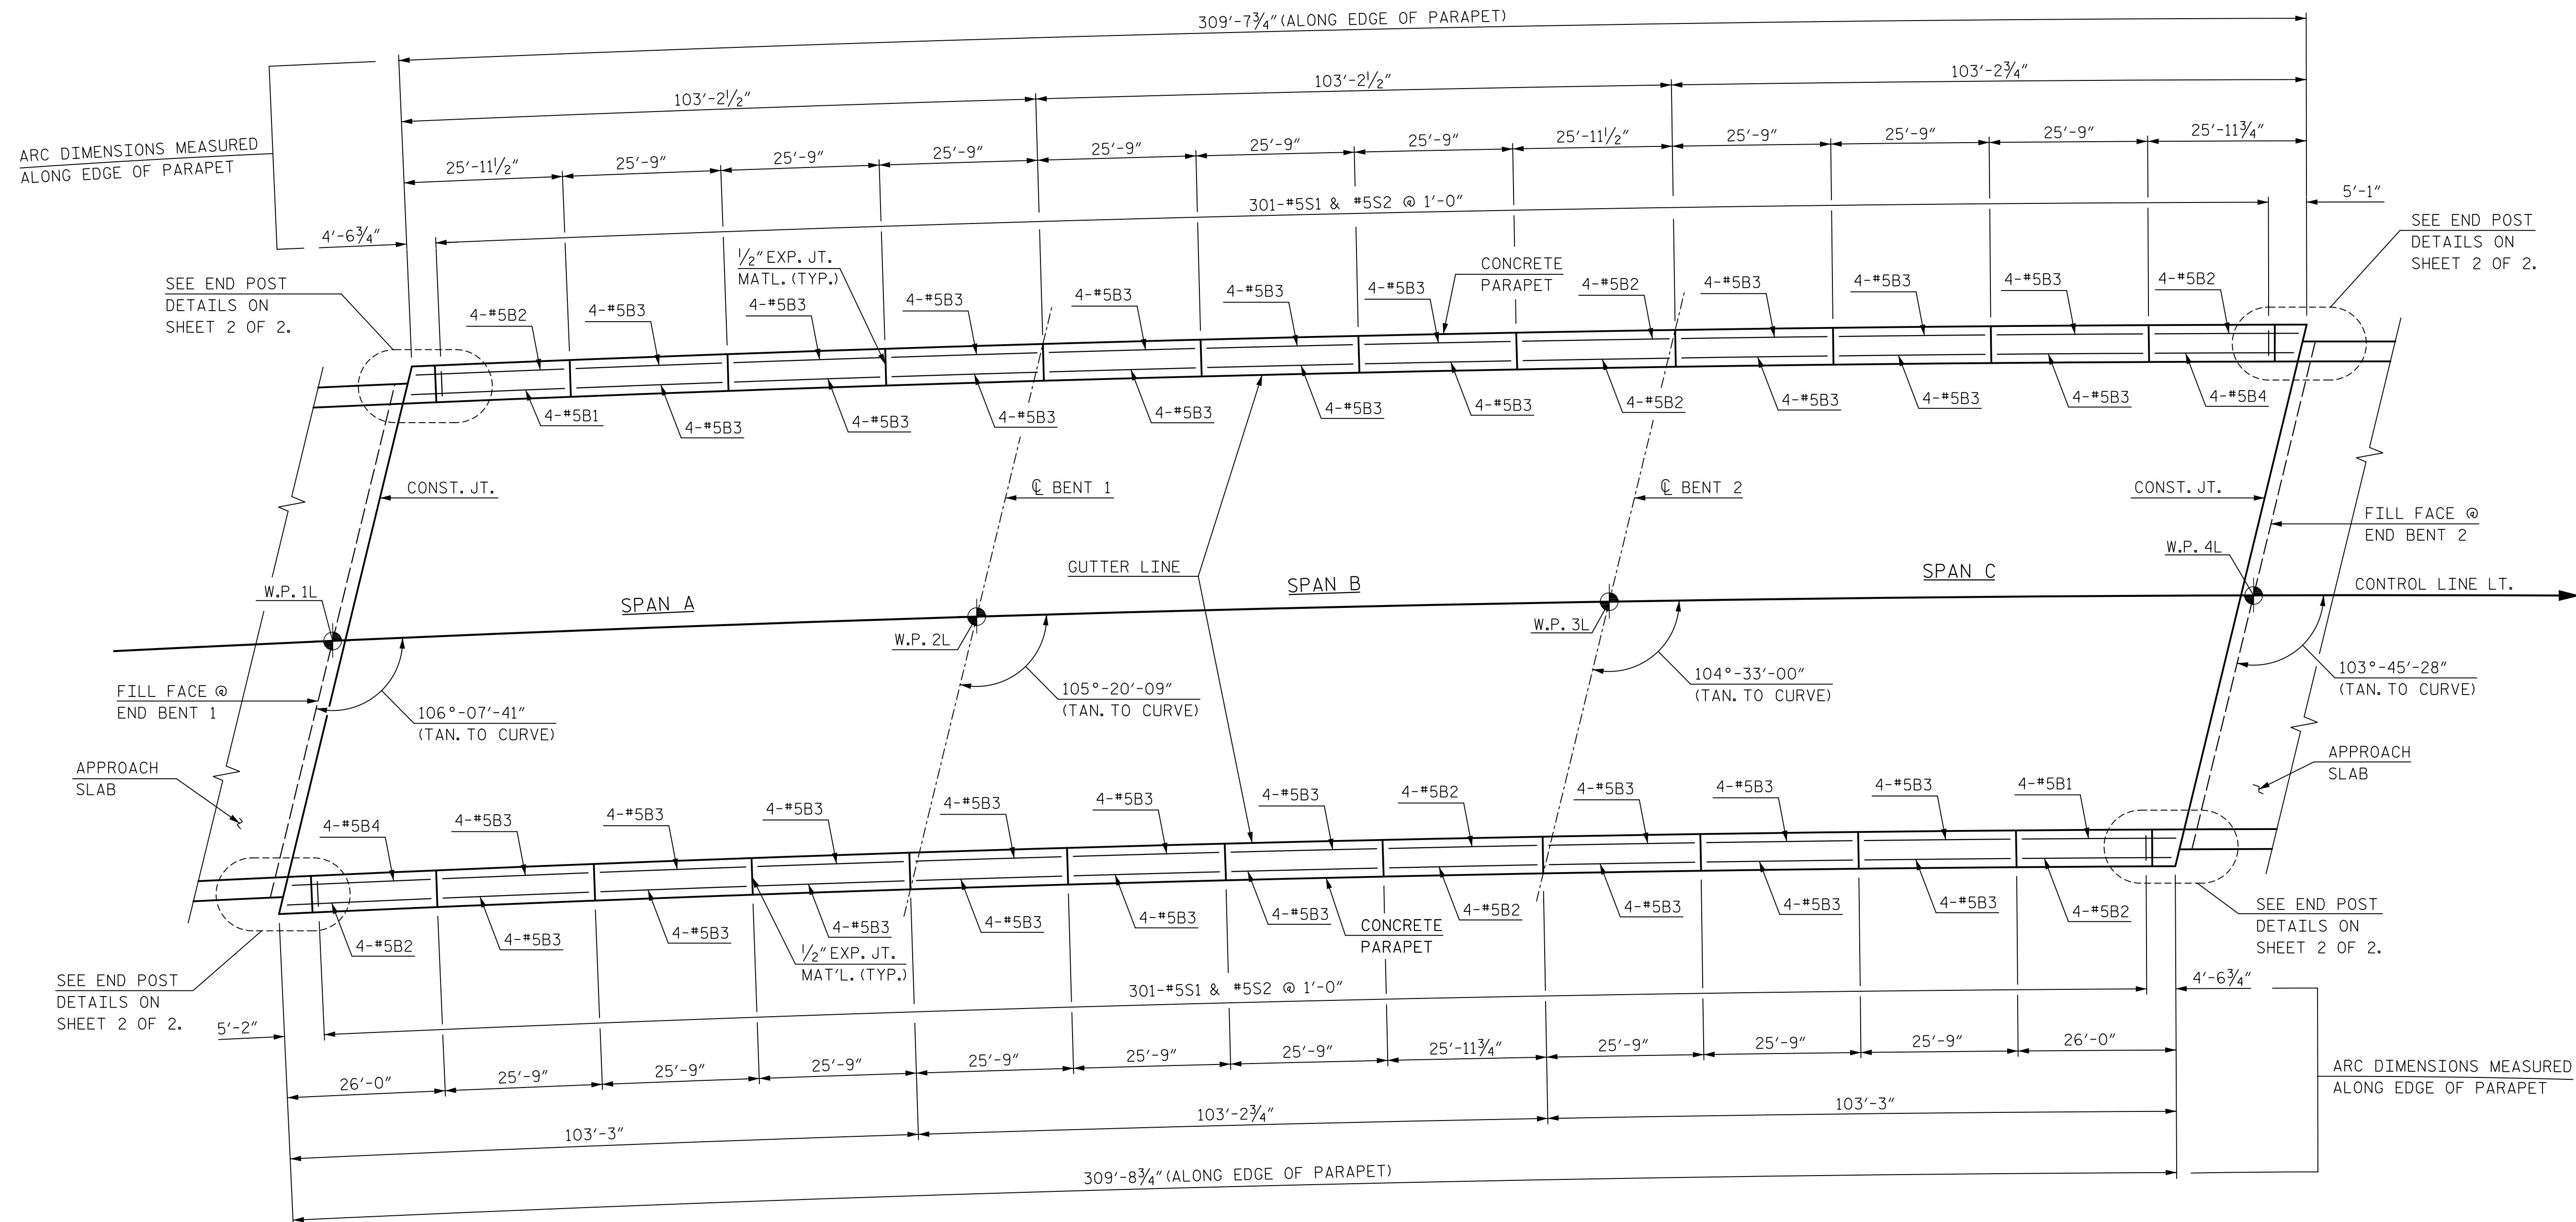 309'-7¾" (ALONG EDGE OF PARAPET)
103'-2½"
103'-2½"
103'-2¾"
ARC DIMENSIONS MEASURED
ALONG EDGE OF PARAPET
25'-11½"
25'-9"
25'-9"
25'-9"
25'-9"
25'-9"
25'-9"
25'-11½"
25'-9"
25'-9"
25'-9"
25'-11¾"
4'-6¾"
301-#5S1 & #5S2 @ 1'-0"
5'-1"
SEE END POST
DETAILS ON
SHEET 2 OF 2.
½" EXP. JT.
MATL. (TYP.)
CONCRETE
PARAPET
SEE END POST
DETAILS ON
SHEET 2 OF 2.
4-#5B2
4-#5B3
4-#5B3
4-#5B3
4-#5B3
4-#5B3
4-#5B3
4-#5B2
4-#5B3
4-#5B3
4-#5B3
4-#5B2
4-#5B1
4-#5B3
4-#5B3
4-#5B3
4-#5B3
4-#5B3
4-#5B3
4-#5B2
4-#5B3
4-#5B3
4-#5B3
4-#5B4
CONST. JT.
℄ BENT 1
℄ BENT 2
CONST. JT.
FILL FACE @
END BENT 2
GUTTER LINE
W.P. 1L
SPAN A
W.P. 2L
SPAN B
W.P. 3L
SPAN C
W.P. 4L
CONTROL LINE LT.
FILL FACE @
END BENT 1
106°-07'-41"
(TAN. TO CURVE)
105°-20'-09"
(TAN. TO CURVE)
104°-33'-00"
(TAN. TO CURVE)
103°-45'-28"
(TAN. TO CURVE)
APPROACH
SLAB
APPROACH
SLAB
4-#5B4
4-#5B3
4-#5B3
4-#5B3
4-#5B3
4-#5B3
4-#5B3
4-#5B2
4-#5B3
4-#5B3
4-#5B3
4-#5B1
4-#5B2
4-#5B3
4-#5B3
4-#5B3
4-#5B3
4-#5B3
4-#5B3
4-#5B2
4-#5B3
4-#5B3
4-#5B3
4-#5B2
½" EXP. JT.
MAT'L. (TYP.)
CONCRETE
PARAPET
SEE END POST
DETAILS ON
SHEET 2 OF 2.
SEE END POST
DETAILS ON
SHEET 2 OF 2.
5'-2"
301-#5S1 & #5S2 @ 1'-0"
4'-6¾"
26'-0"
25'-9"
25'-9"
25'-9"
25'-9"
25'-9"
25'-9"
25'-11¾"
25'-9"
25'-9"
25'-9"
26'-0"
ARC DIMENSIONS MEASURED
ALONG EDGE OF PARAPET
103'-3"
103'-2¾"
103'-3"
309'-8¾" (ALONG EDGE OF PARAPET)